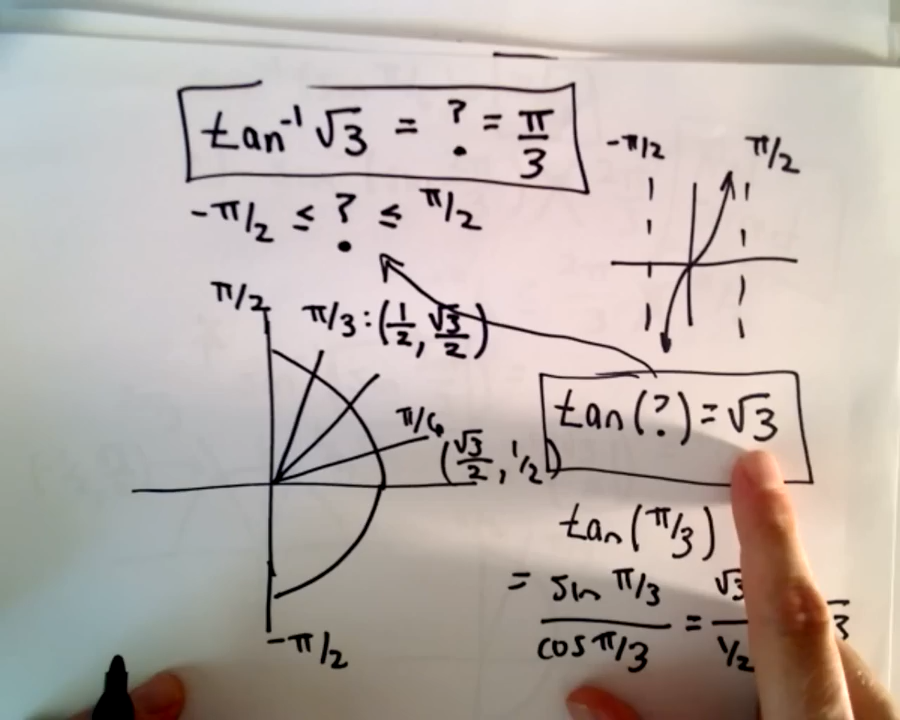 tan⁻¹ √3 = ? = π/3
-π/2 ≤ ? ≤ π/2
-π/2 π/2
π/2
π/3 : (1/2, √3/2)
π/6
(√3/2, 1/2)
-π/2
tan(?) = √3
tan(π/3)
= sin π/3 / cos π/3 = √3 / 1/2